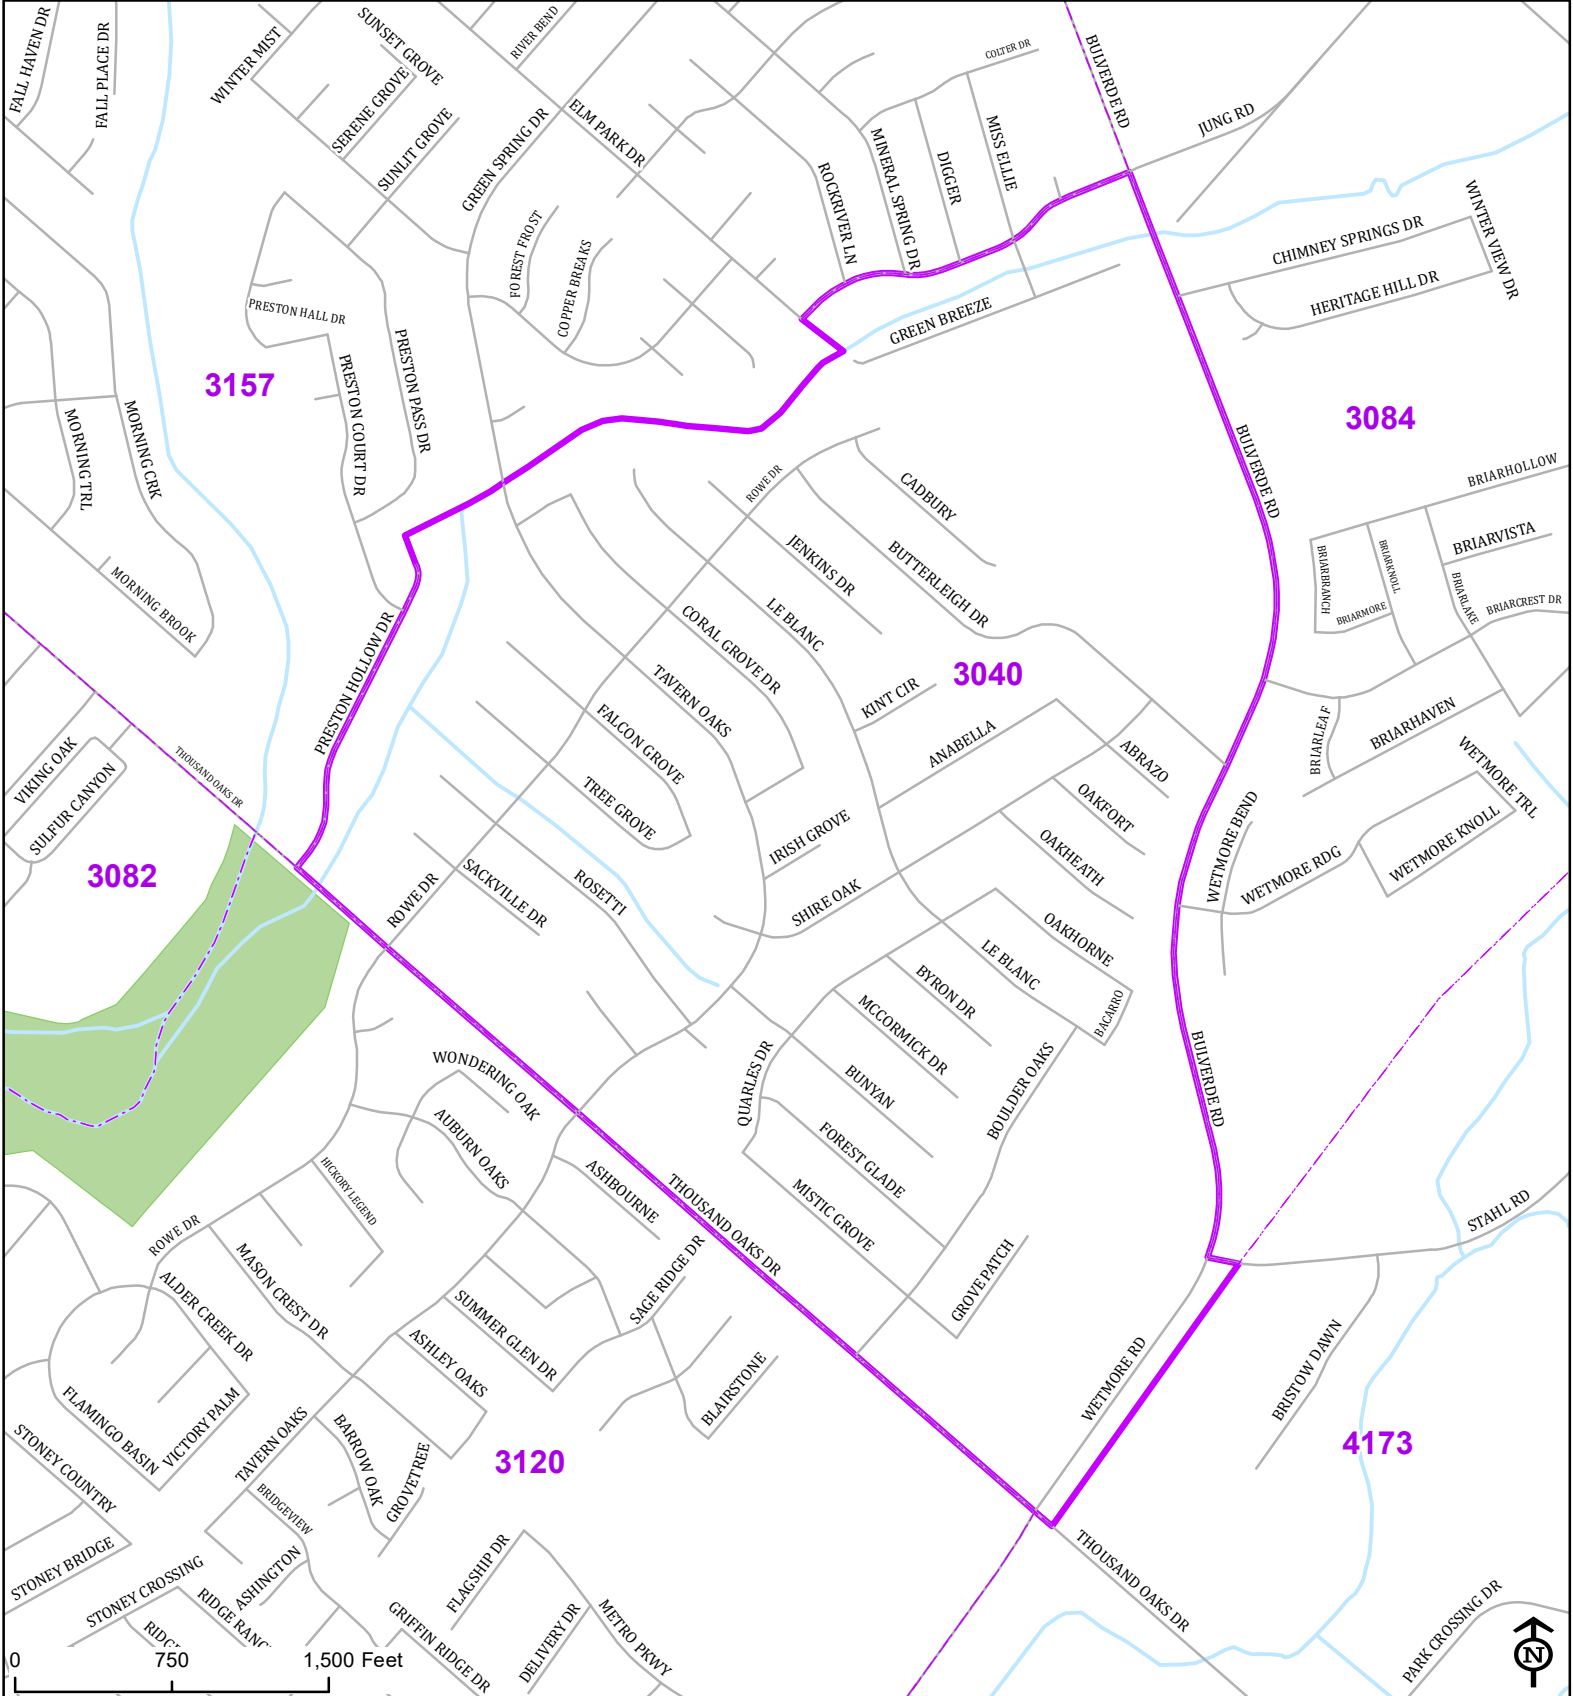 FALL HAVEN DR
FALL PLACE DR
WINTER MIST
SUNSET GROVE
SERENE GROVE
SUNLIT GROVE
RIVER BEND
GREEN SPRING DR
ELM PARK DR
COLTER DR
BULVERDE RD
JUNG RD
MINERAL SPRING DR
DIGGER
MISS ELLIE
ROCKRIVER LN
FOREST FROST
COPPER BREAKS
WINTER VIEW DR
CHIMNEY SPRINGS DR
HERITAGE HILL DR
GREEN BREEZE
PRESTON HALL DR
PRESTON PASS DR
PRESTON COURT DR
3157
3084
MORNING TRL
MORNING CRK
MORNING BROOK
BULVERDE RD
BRIARHOLLOW
BRIARVISTA
BRIARBRANCH
BRIARKNOLL
BRIARMORE
BRIARLAKE
BRIARCREST DR
ROWE DR
CADBURY
JENKINS DR
BUTTERLEIGH DR
LE BLANC
CORAL GROVE DR
TAVERN OAKS
3040
KINT CIR
ANABELLA
ABRAZO
PRESTON HOLLOW DR
THOUSAND OAKS DR
VIKING OAK
SULFUR CANYON
3082
FALCON GROVE
TREE GROVE
IRISH GROVE
OAKFORT
OAKHEATH
BRIARLEAF
BRIARHAVEN
WETMORE TRL
WETMORE BEND
WETMORE RDG
WETMORE KNOLL
ROWE DR
SACKVILLE DR
ROSETTI
SHIRE OAK
OAKHORNE
LE BLANC
BACARRO
BYRON DR
MCCORMICK DR
BUNYAN
QUARLES DR
BOULDER OAKS
BULVERDE RD
WONDERING OAK
AUBURN OAKS
FOREST GLADE
MISTIC GROVE
HICKORY LEGEND
ASHBOURNE
THOUSAND OAKS DR
ROWE DR
STAHL RD
SAGE RIDGE DR
GROVE PATCH
MASON CREST DR
ALDER CREEK DR
SUMMER GLEN DR
ASHLEY OAKS
BLAIRSTONE
WETMORE RD
BRISTOW DAWN
FLAMINGO BASIN
VICTORY PALM
STONEY COUNTRY
TAVERN OAKS
BARROW OAK
GROVETREE
3120
4173
BRIDGEVIEW
STONEY BRIDGE
STONEY CROSSING
ASHINGTON
FLAGSHIP DR
THOUSAND OAKS DR
RIDGE RANC
RIDGE
GRIFFIN RIDGE DR
DELIVERY DR
METRO PKWY
PARK CROSSING DR
0 750 1,500 Feet
N